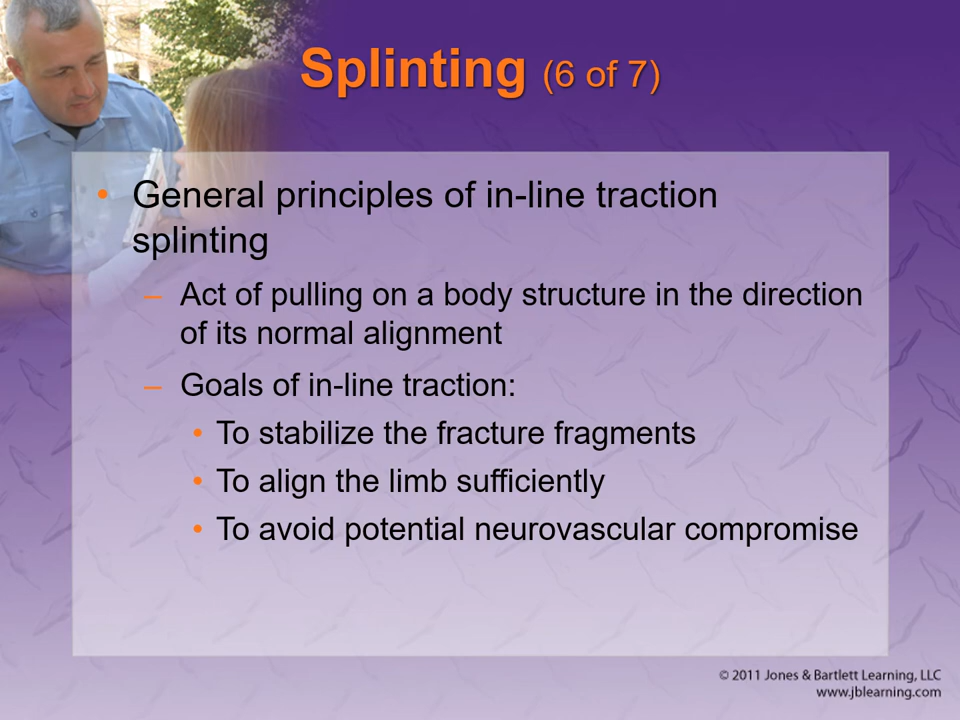 Splinting (6 of 7)
• General principles of in-line traction
splinting
– Act of pulling on a body structure in the direction
of its normal alignment
– Goals of in-line traction:
• To stabilize the fracture fragments
• To align the limb sufficiently
• To avoid potential neurovascular compromise
© 2011 Jones & Bartlett Learning, LLC
www.jblearning.com